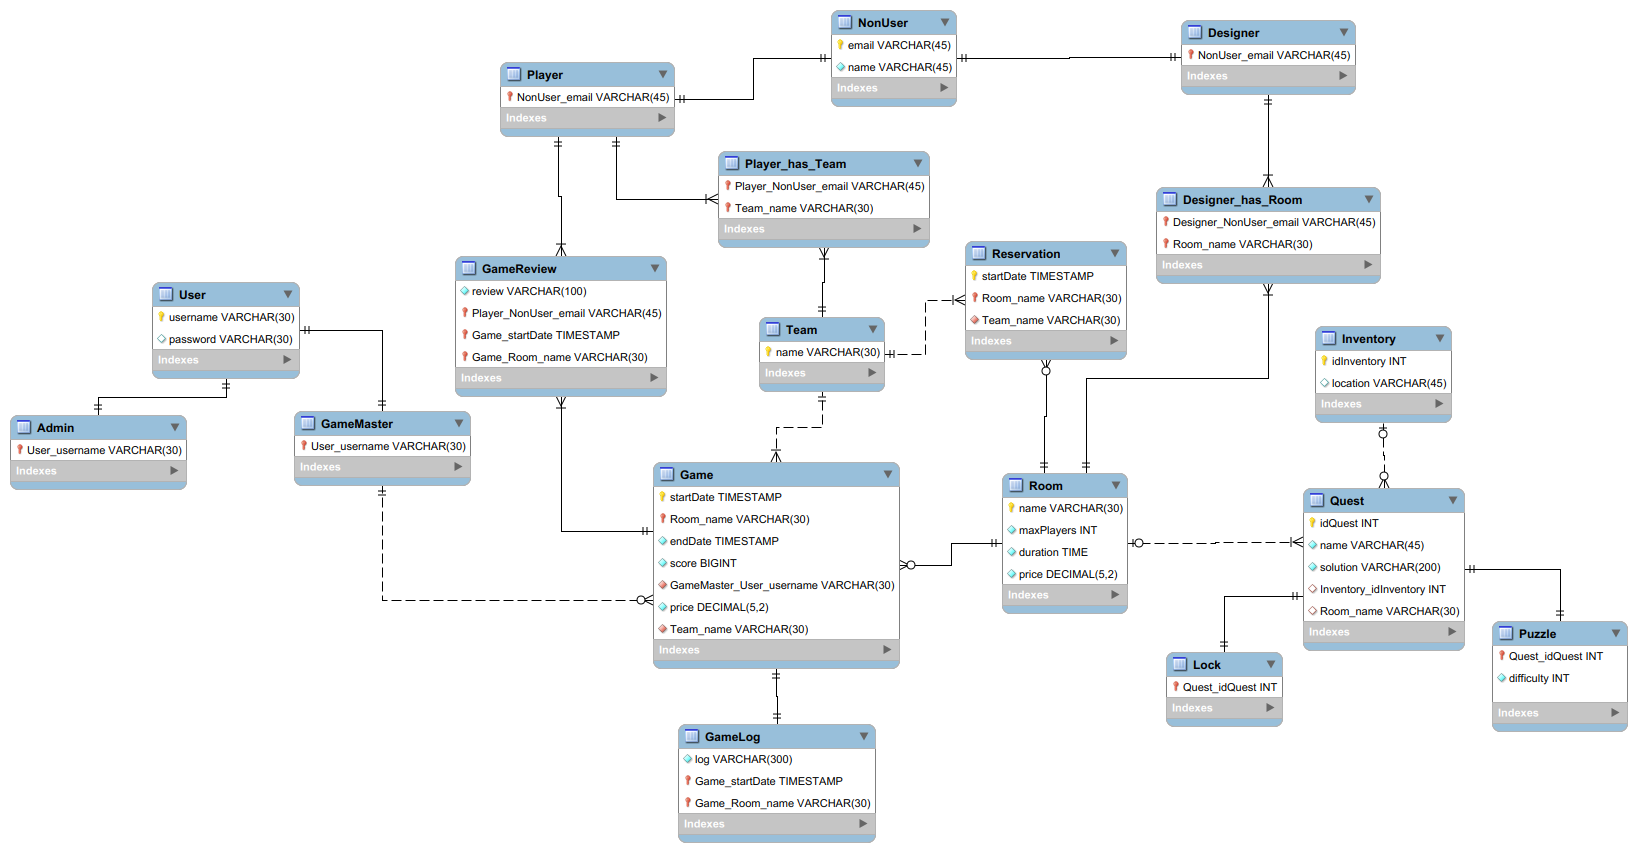 NonUser
email VARCHAR(45)
name VARCHAR(45)
Indexes
Designer
NonUser_email VARCHAR(45)
Indexes
Player
NonUser_email VARCHAR(45)
Indexes
Player_has_Team
Player_NonUser_email VARCHAR(45)
Team_name VARCHAR(30)
Indexes
Designer_has_Room
Designer_NonUser_email VARCHAR(45)
Room_name VARCHAR(30)
Indexes
Reservation
startDate TIMESTAMP
Room_name VARCHAR(30)
Team_name VARCHAR(30)
Indexes
GameReview
review VARCHAR(100)
Player_NonUser_email VARCHAR(45)
Game_startDate TIMESTAMP
Game_Room_name VARCHAR(30)
Indexes
User
username VARCHAR(30)
password VARCHAR(30)
Indexes
Team
name VARCHAR(30)
Indexes
Inventory
idInventory INT
location VARCHAR(45)
Indexes
Admin
User_username VARCHAR(30)
Indexes
GameMaster
User_username VARCHAR(30)
Indexes
Game
startDate TIMESTAMP
Room_name VARCHAR(30)
endDate TIMESTAMP
score BIGINT
GameMaster_User_username VARCHAR(30)
price DECIMAL(5,2)
Team_name VARCHAR(30)
Indexes
Room
name VARCHAR(30)
maxPlayers INT
duration TIME
price DECIMAL(5,2)
Indexes
Quest
idQuest INT
name VARCHAR(45)
solution VARCHAR(200)
Inventory_idInventory INT
Room_name VARCHAR(30)
Indexes
Puzzle
Quest_idQuest INT
difficulty INT
Indexes
Lock
Quest_idQuest INT
Indexes
GameLog
log VARCHAR(300)
Game_startDate TIMESTAMP
Game_Room_name VARCHAR(30)
Indexes